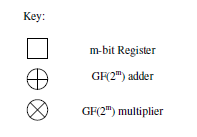 Key:
m-bit Register
GF(2ᵐ) adder
GF(2ᵐ) multiplier